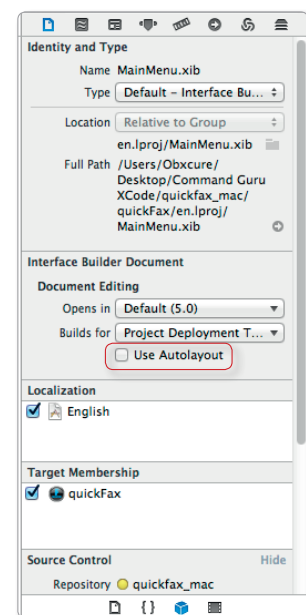 Identity and Type
Name MainMenu.xib
Type Default – Interface Bu...
Location Relative to Group
en.lproj/MainMenu.xib
Full Path /Users/Obxcure/
Desktop/Command Guru
XCode/quickfax_mac/
quickFax/en.lproj/
MainMenu.xib
Interface Builder Document
Document Editing
Opens in Default (5.0)
Builds for Project Deployment T...
Use Autolayout
Localization
English
Target Membership
quickFax
Source Control Hide
Repository quickfax_mac
{}